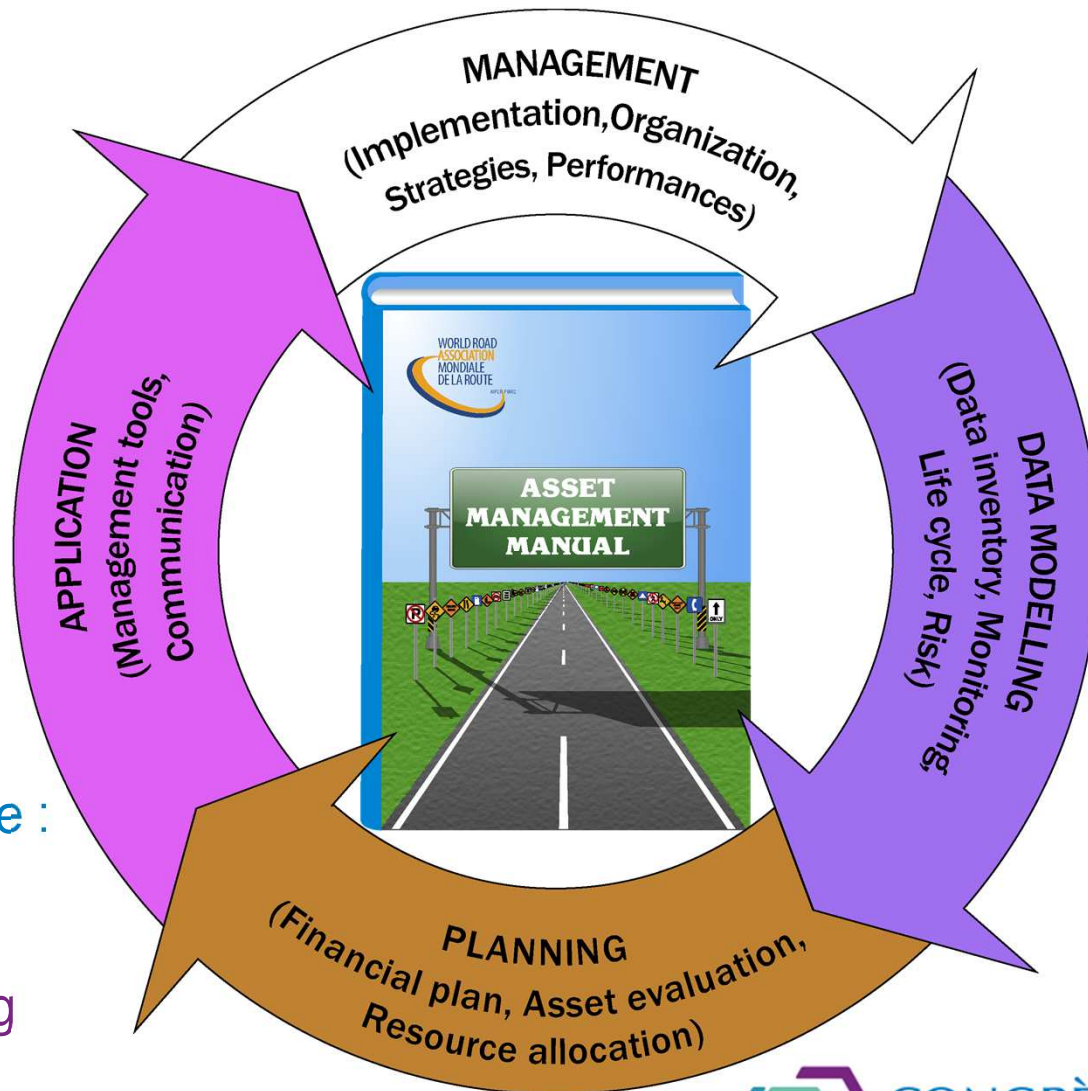 MANAGEMENT
(Implementation,Organization,
Strategies, Performances)
DATA MODELLING
(Data inventory, Monitoring,
Life cycle, Risk)
PLANNING
(Financial plan, Asset evaluation,
Resource allocation)
APPLICATION
(Management tools,
Communication)
WORLD ROAD
ASSOCIATION
MONDIALE
DE LA ROUTE
ASSET
MANAGEMENT
MANUAL
ONLY
e :
g